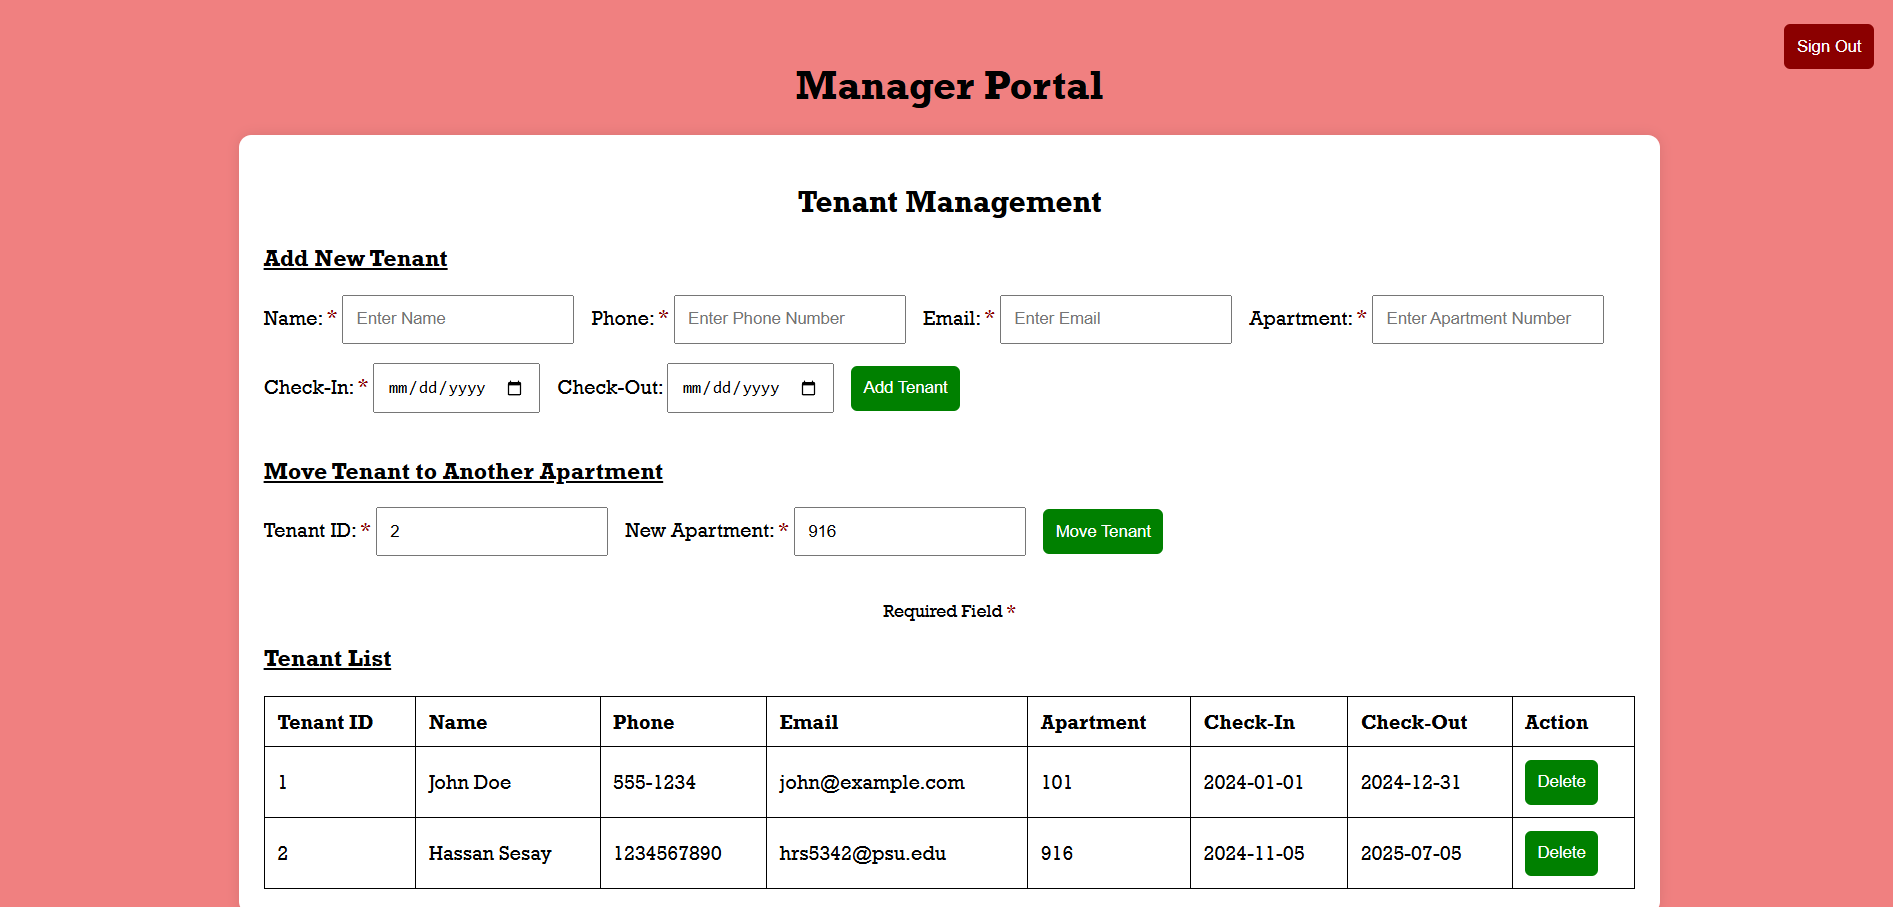 Sign Out
Manager Portal
Tenant Management
Add New Tenant
Name: * Enter Name Phone: * Enter Phone Number Email: * Enter Email Apartment: * Enter Apartment Number
Check-In: * mm/dd/yyyy Check-Out: mm/dd/yyyy Add Tenant
Move Tenant to Another Apartment
Tenant ID: * 2 New Apartment: * 916 Move Tenant
Required Field *
Tenant List
Tenant ID Name Phone Email Apartment Check-In Check-Out Action
1 John Doe 555-1234 john@example.com 101 2024-01-01 2024-12-31 Delete
2 Hassan Sesay 1234567890 hrs5342@psu.edu 916 2024-11-05 2025-07-05 Delete